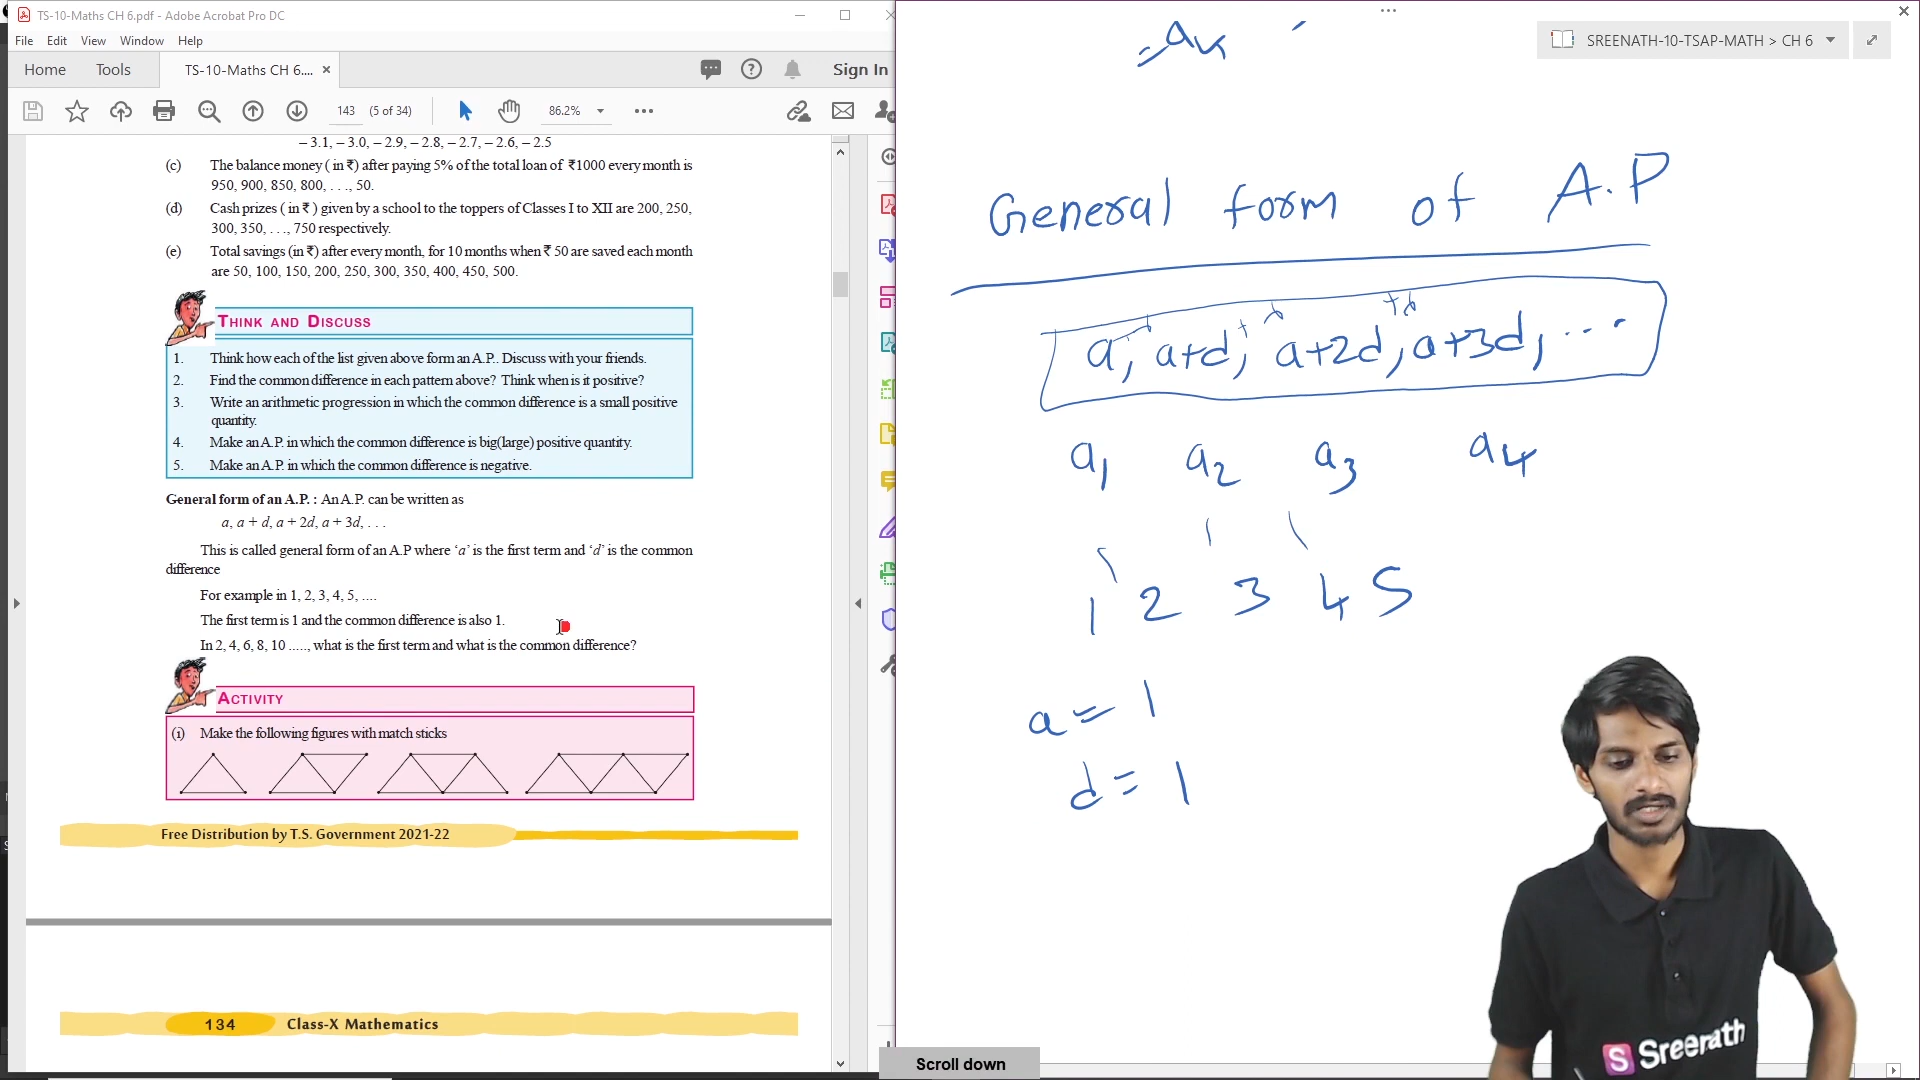 TS-10-Maths CH 6.pdf - Adobe Acrobat Pro DC
File Edit View Window Help
Home Tools TS-10-Maths CH 6.... × Sign In
143 (5 of 34) 86.2%
– 3.1, – 3.0, – 2.9, – 2.8, – 2.7, – 2.6, – 2.5
(c) The balance money ( in ₹) after paying 5% of the total loan of ₹1000 every month is
950, 900, 850, 800, . . ., 50.
(d) Cash prizes ( in ₹ ) given by a school to the toppers of Classes I to XII are 200, 250,
300, 350, . . ., 750 respectively.
(e) Total savings (in ₹) after every month, for 10 months when ₹ 50 are saved each month
are 50, 100, 150, 200, 250, 300, 350, 400, 450, 500.
THINK AND DISCUSS
1. Think how each of the list given above form an A.P.. Discuss with your friends.
2. Find the common difference in each pattern above? Think when is it positive?
3. Write an arithmetic progression in which the common difference is a small positive
quantity.
4. Make an A.P. in which the common difference is big(large) positive quantity.
5. Make an A.P. in which the common difference is negative.
General form of an A.P. : An A.P. can be written as
a, a + d, a + 2d, a + 3d, . . .
This is called general form of an A.P where ‘a’ is the first term and ‘d’ is the common
difference
For example in 1, 2, 3, 4, 5, ....
The first term is 1 and the common difference is also 1.
In 2, 4, 6, 8, 10 ....., what is the first term and what is the common difference?
ACTIVITY
(i) Make the following figures with match sticks
Free Distribution by T.S. Government 2021-22
134 Class-X Mathematics
SREENATH-10-TSAP-MATH > CH 6
General form of A.P
+d
a, a+d, a+2d, a+3d, ...
a1 a2 a3 a4
1 2 3 4 5
a = 1
d = 1
Scroll down
S Sreerath